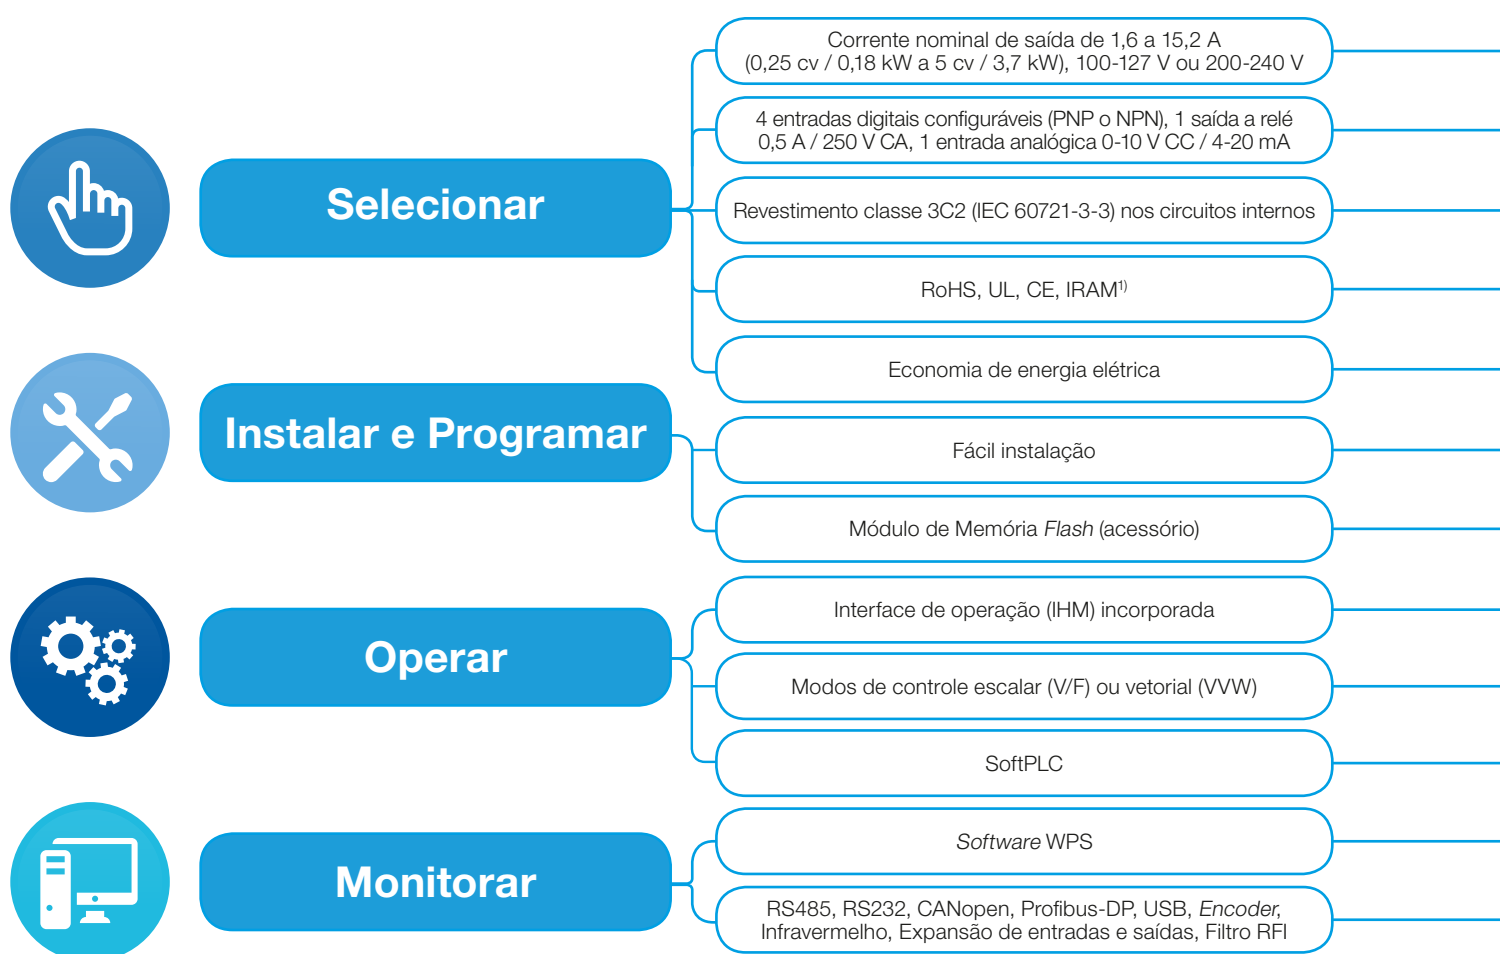 Selecionar
Corrente nominal de saída de 1,6 a 15,2 A
(0,25 cv / 0,18 kW a 5 cv / 3,7 kW), 100-127 V ou 200-240 V
4 entradas digitais configuráveis (PNP o NPN), 1 saída a relé
0,5 A / 250 V CA, 1 entrada analógica 0-10 V CC / 4-20 mA
Revestimento classe 3C2 (IEC 60721-3-3) nos circuitos internos
RoHS, UL, CE, IRAM¹⁾
Economia de energia elétrica
Instalar e Programar
Fácil instalação
Módulo de Memória Flash (acessório)
Operar
Interface de operação (IHM) incorporada
Modos de controle escalar (V/F) ou vetorial (VVW)
SoftPLC
Monitorar
Software WPS
RS485, RS232, CANopen, Profibus-DP, USB, Encoder,
Infravermelho, Expansão de entradas e saídas, Filtro RFI